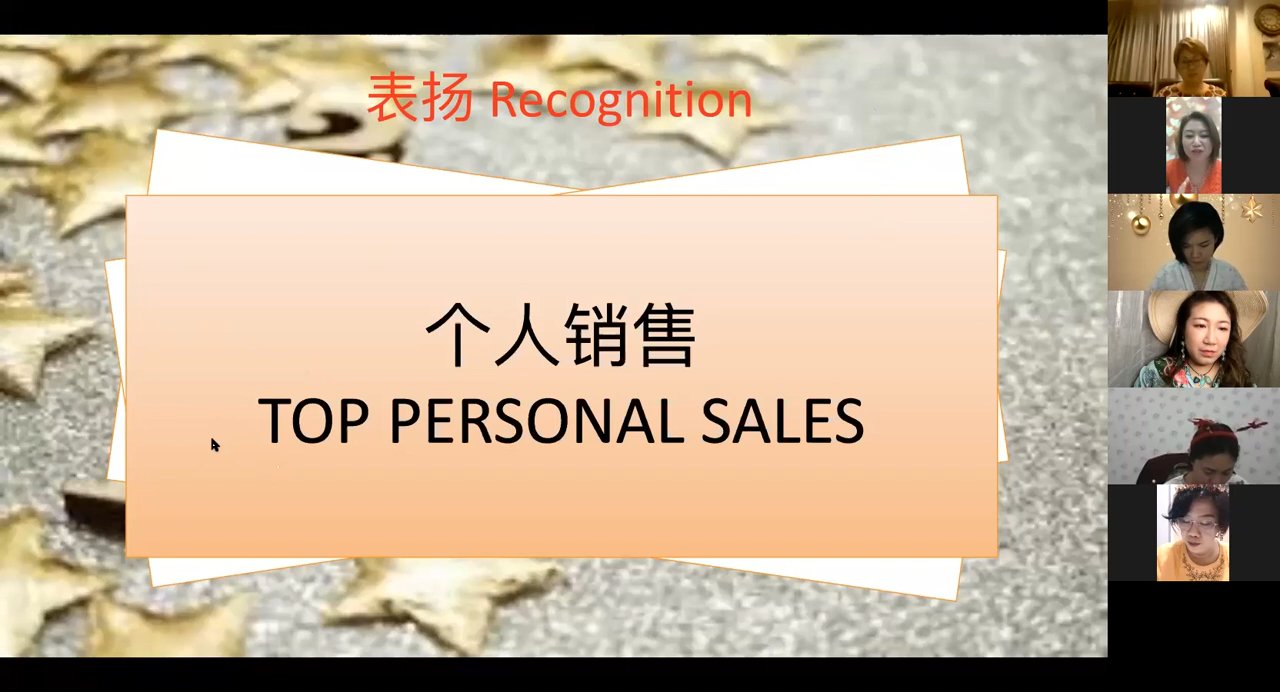 表扬 Recognition
个人销售
TOP PERSONAL SALES